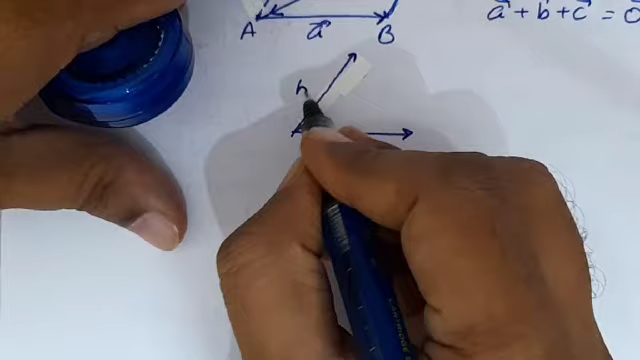 A a⃗ B
a⃗ + b⃗ + c⃗ = 0